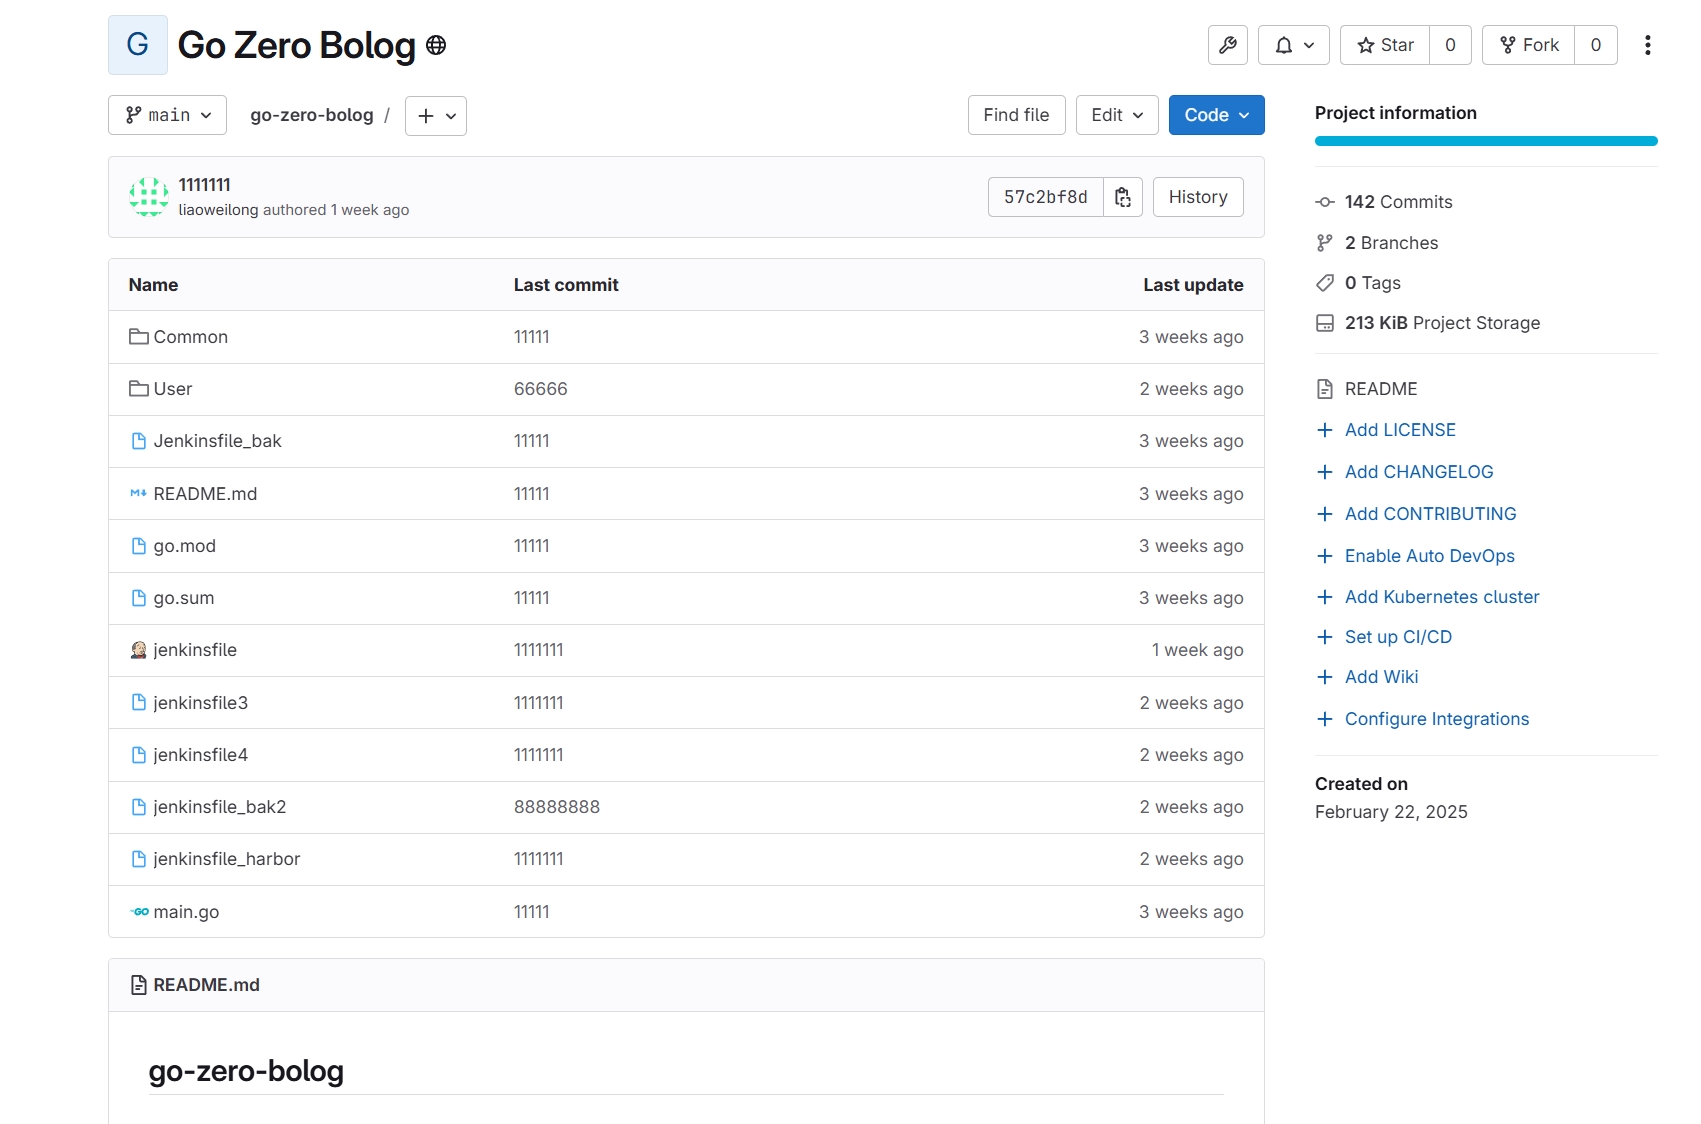 G Go Zero Bolog
Star 0 Fork 0
main go-zero-bolog / Find file Edit Code
1111111
liaoweilong authored 1 week ago
57c2bf8d History
Name Last commit Last update
Common 11111 3 weeks ago
User 66666 2 weeks ago
Jenkinsfile_bak 11111 3 weeks ago
README.md 11111 3 weeks ago
go.mod 11111 3 weeks ago
go.sum 11111 3 weeks ago
jenkinsfile 1111111 1 week ago
jenkinsfile3 1111111 2 weeks ago
jenkinsfile4 1111111 2 weeks ago
jenkinsfile_bak2 88888888 2 weeks ago
jenkinsfile_harbor 1111111 2 weeks ago
main.go 11111 3 weeks ago
README.md
go-zero-bolog
Project information
142 Commits
2 Branches
0 Tags
213 KiB Project Storage
README
Add LICENSE
Add CHANGELOG
Add CONTRIBUTING
Enable Auto DevOps
Add Kubernetes cluster
Set up CI/CD
Add Wiki
Configure Integrations
Created on
February 22, 2025